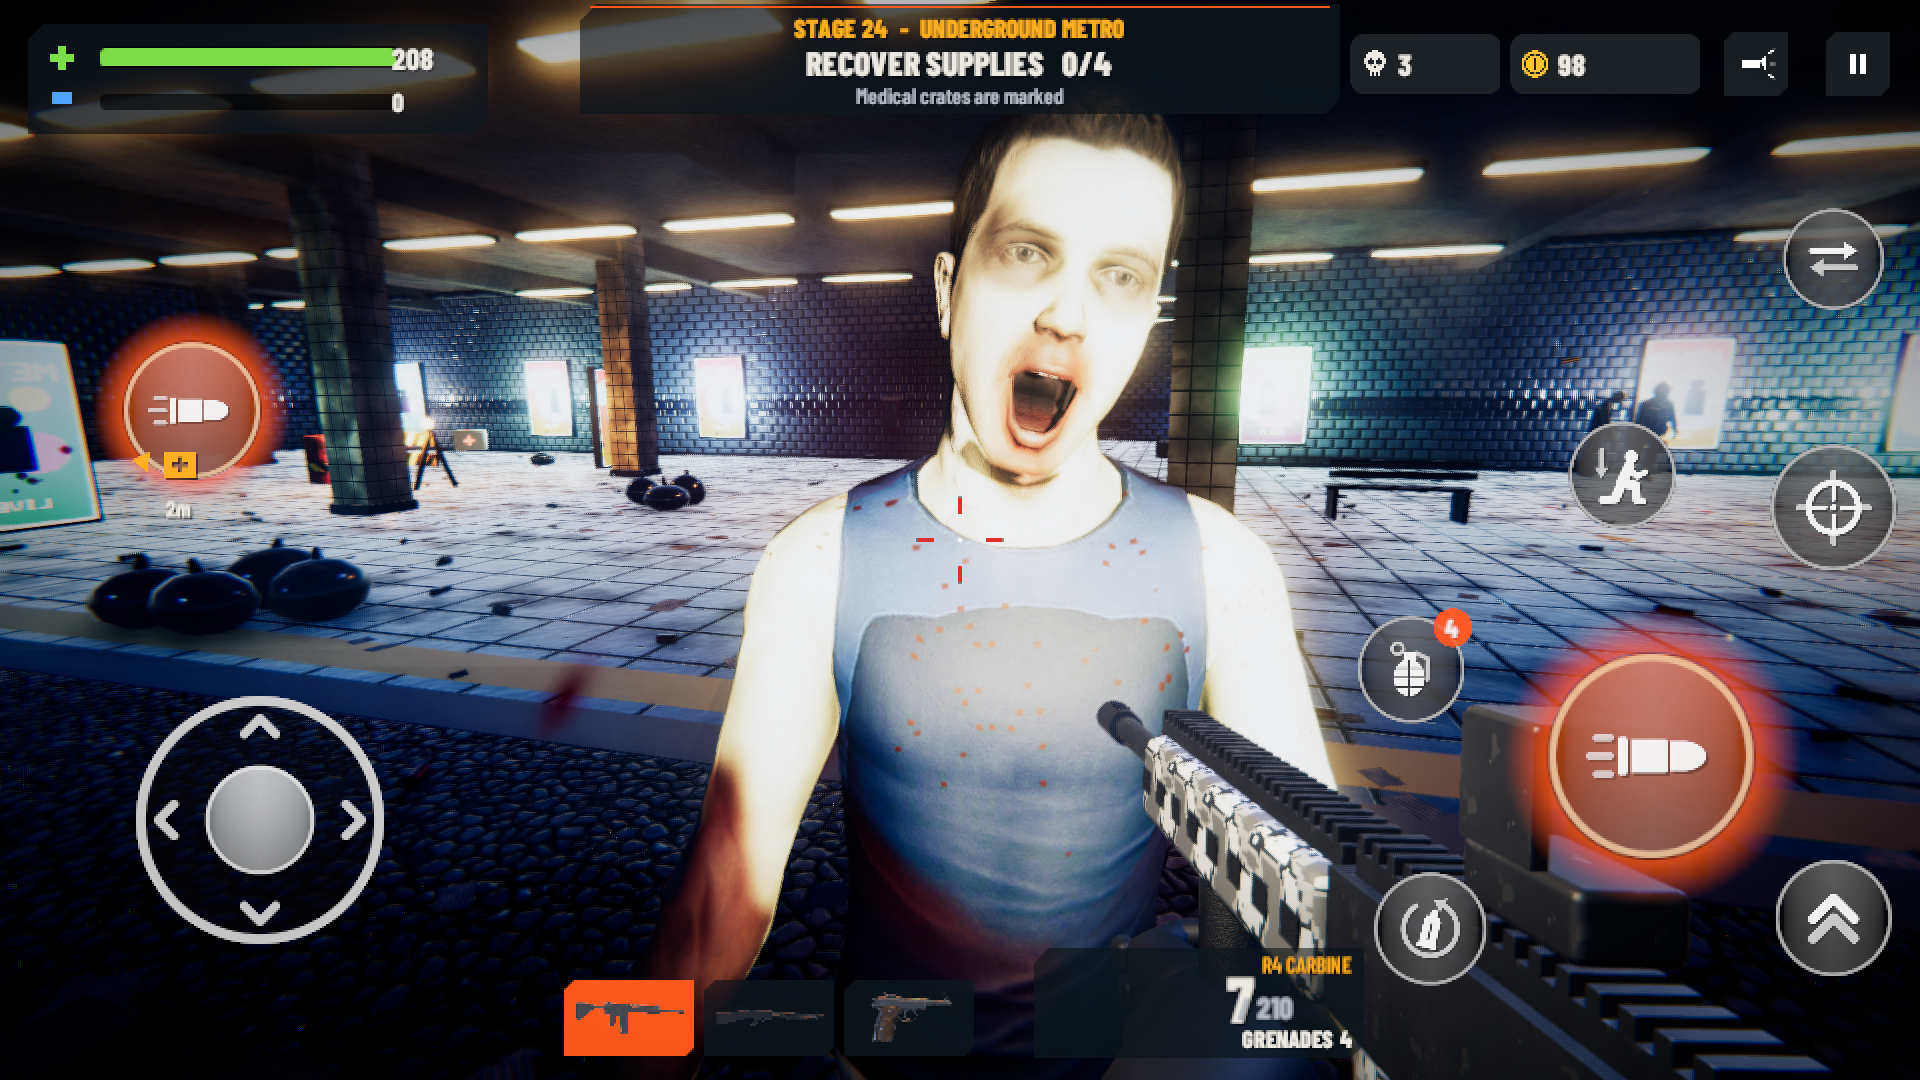 208
0
STAGE 24 - UNDERGROUND METRO
RECOVER SUPPLIES 0/4
Medical crates are marked
3
98
2m
4
R4 CARBINE
7 210
GRENADES 4